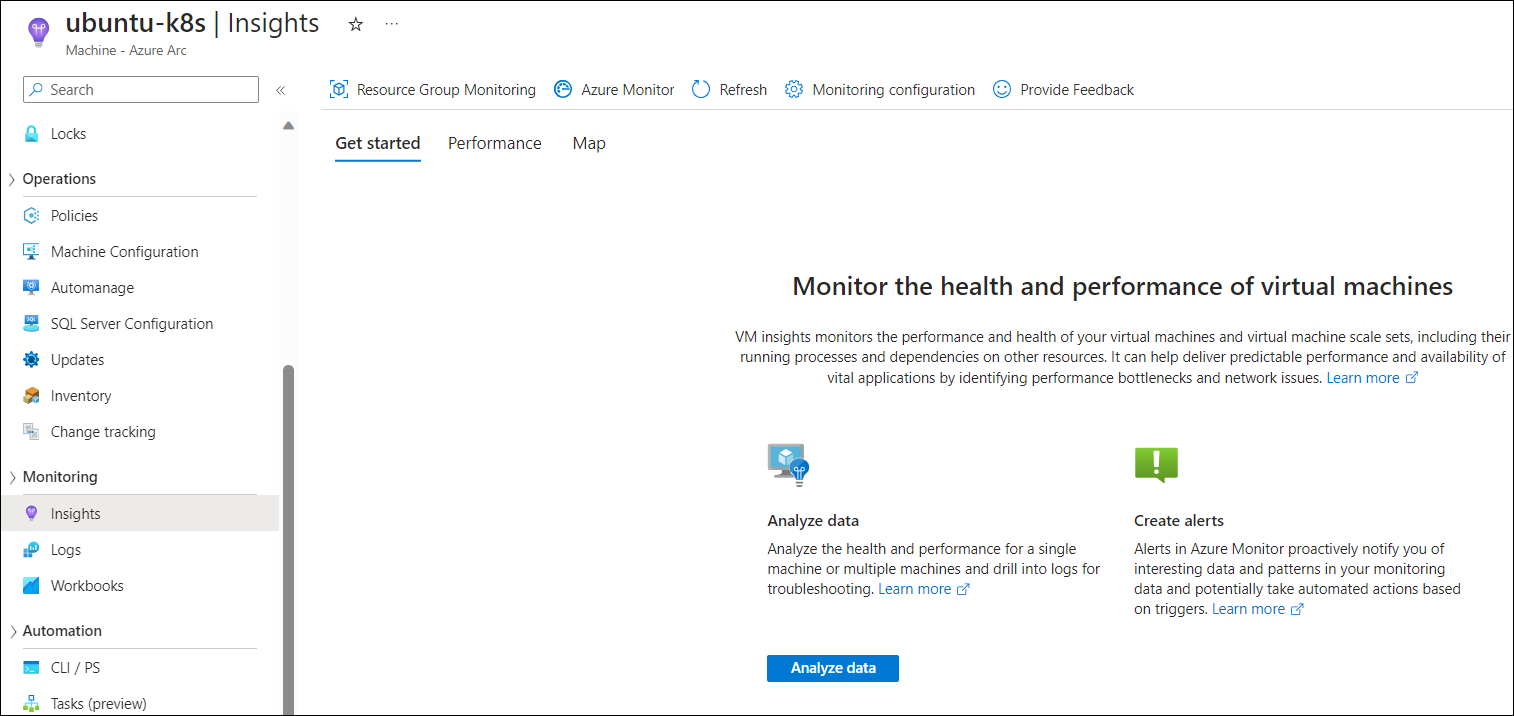 ubuntu-k8s | Insights
Machine - Azure Arc
Search
Locks
Operations
Policies
Machine Configuration
Automanage
SQL Server Configuration
Updates
Inventory
Change tracking
Monitoring
Insights
Logs
Workbooks
Automation
CLI / PS
Tasks (preview)
Resource Group Monitoring
Azure Monitor
Refresh
Monitoring configuration
Provide Feedback
Get started
Performance
Map
Monitor the health and performance of virtual machines
VM insights monitors the performance and health of your virtual machines and virtual machine scale sets, including their
running processes and dependencies on other resources. It can help deliver predictable performance and availability of
vital applications by identifying performance bottlenecks and network issues. Learn more
Analyze data
Analyze the health and performance for a single
machine or multiple machines and drill into logs for
troubleshooting. Learn more
Analyze data
Create alerts
Alerts in Azure Monitor proactively notify you of
interesting data and patterns in your monitoring
data and potentially take automated actions based
on triggers. Learn more